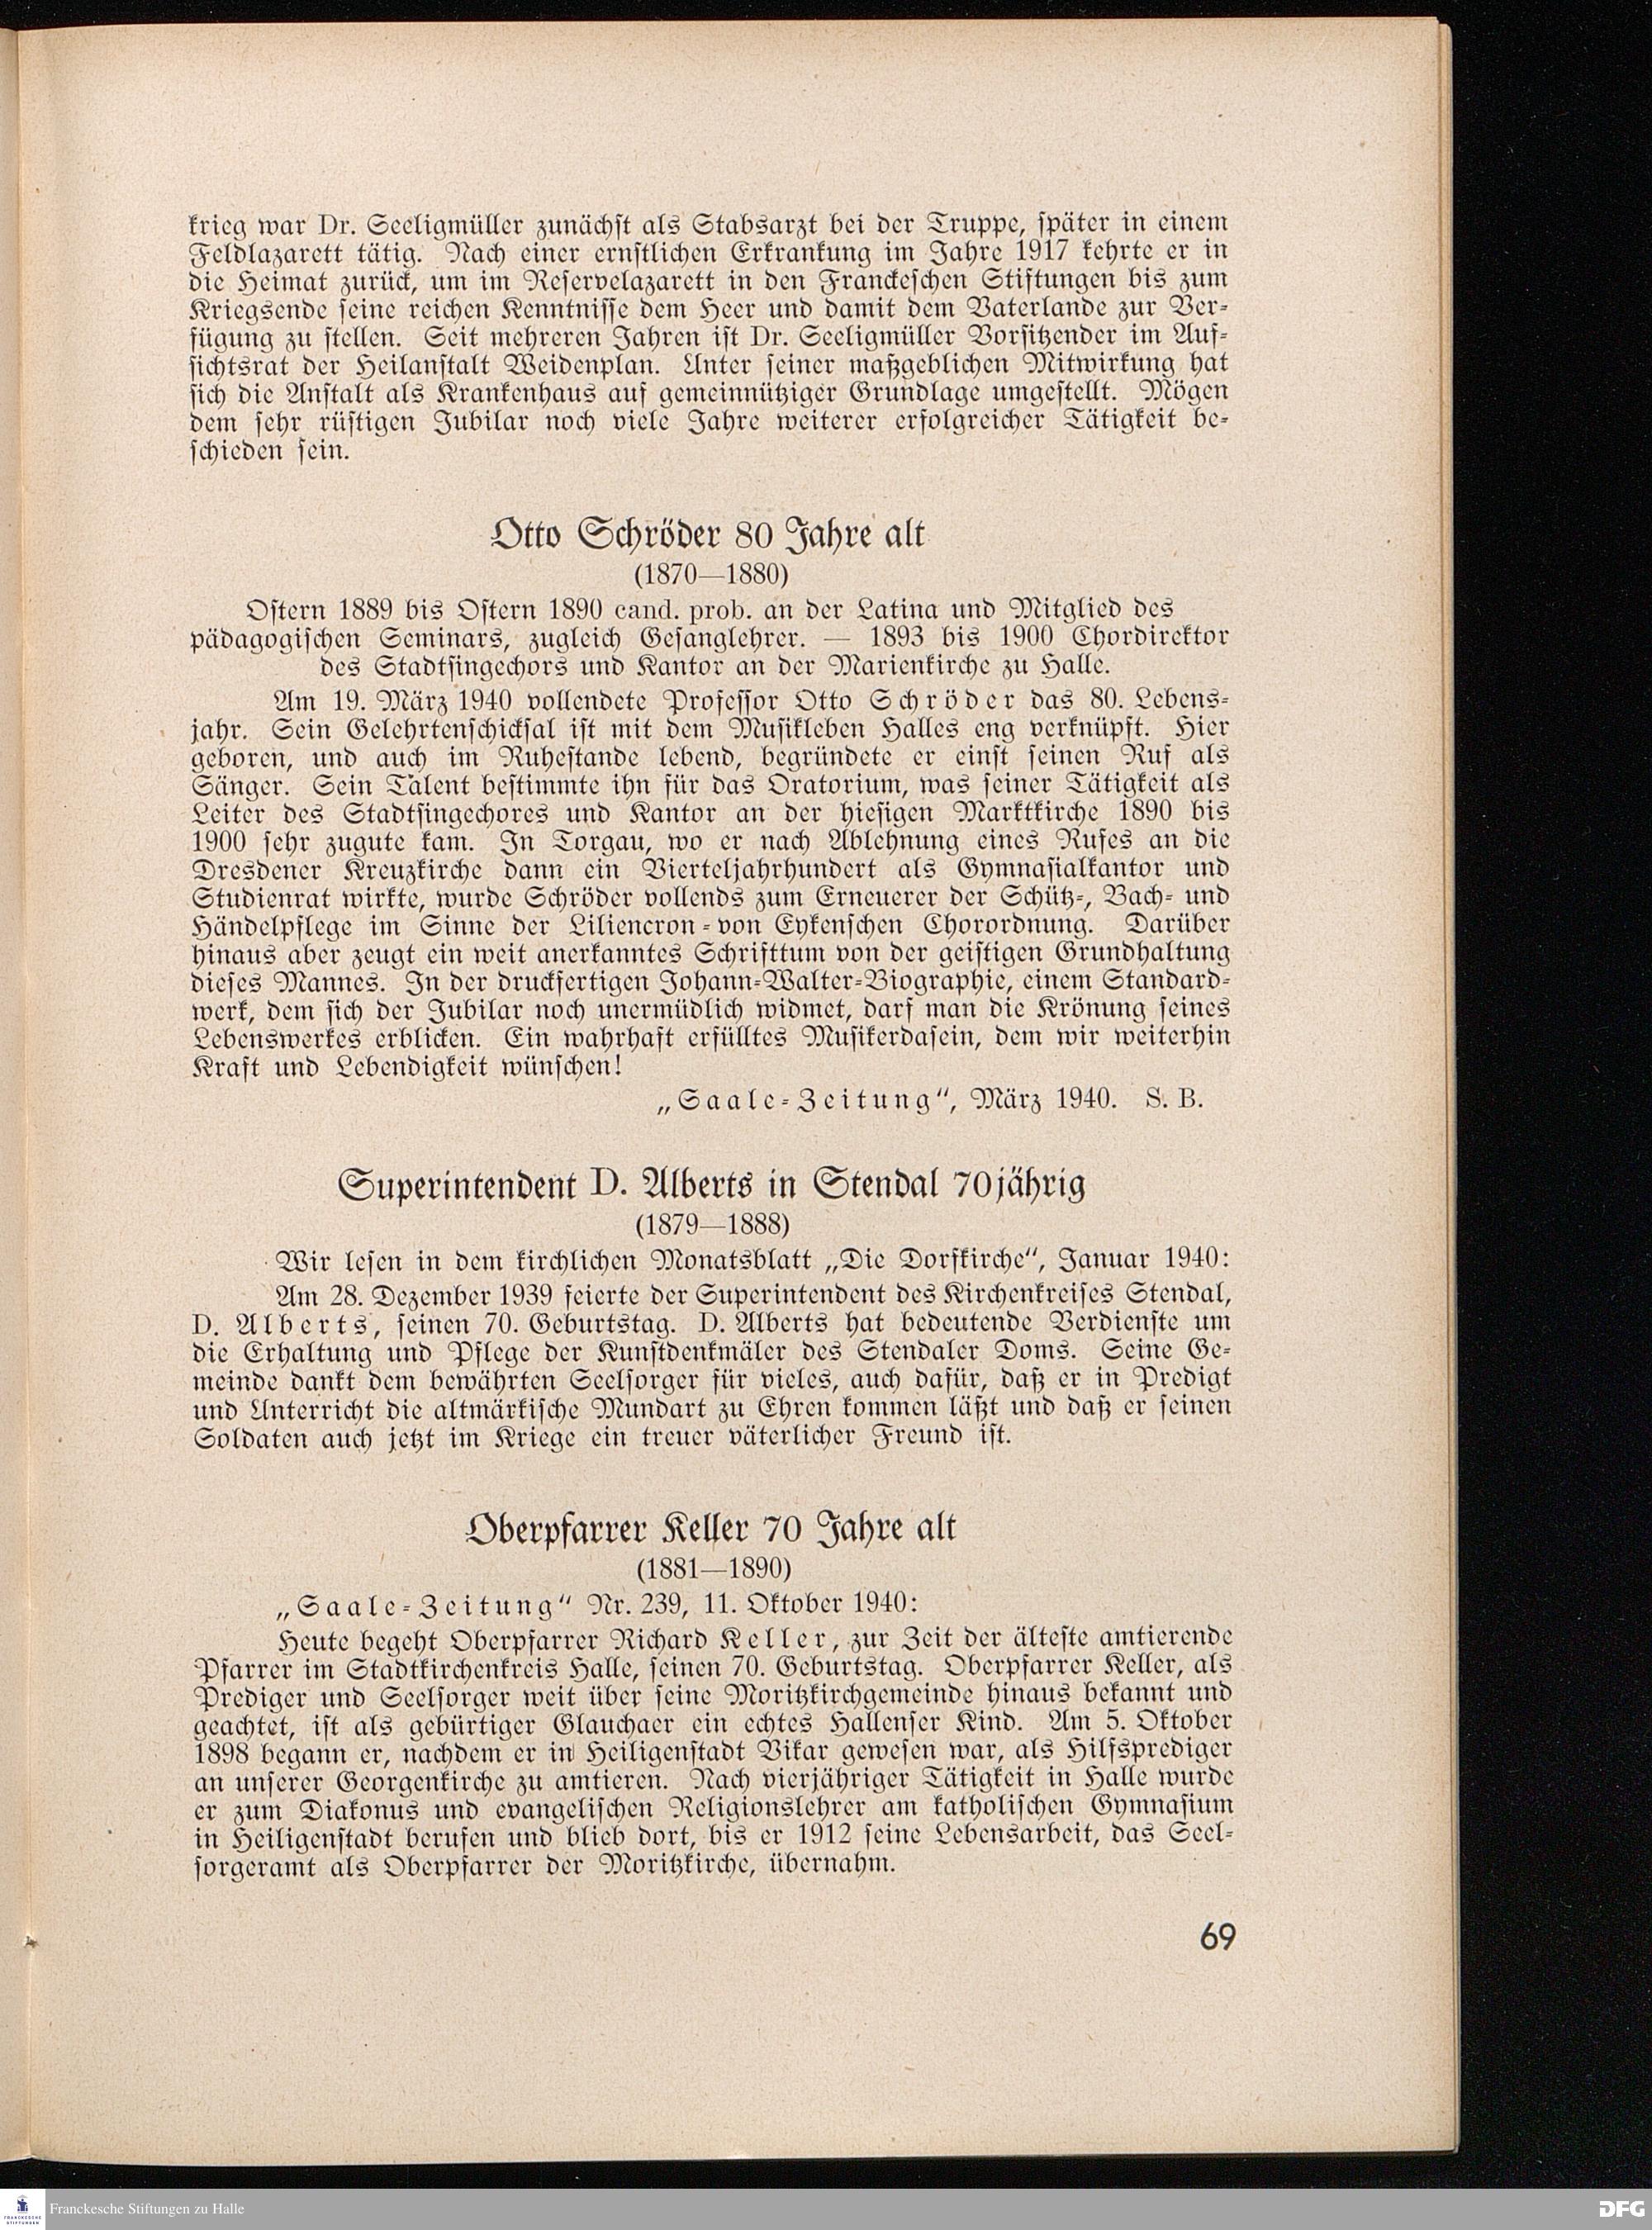 krieg war Dr. Seeligmüller zunächst als Stabsarzt bei der Truppe, später in einem
Feldlazarett tätig. Nach einer ernstlichen Erkrankung im Jahre 1917 kehrte er in
die Heimat zurück, um im Reservelazarett in den Franckeschen Stiftungen bis zum
Kriegsende seine reichen Kenntnisse dem Heer und damit dem Vaterlande zur Ver-
fügung zu stellen. Seit mehreren Jahren ist Dr. Seeligmüller Vorsitzender im Auf-
sichtsrat der Heilanstalt Weidenplan. Unter seiner maßgeblichen Mitwirkung hat
sich die Anstalt als Krankenhaus auf gemeinnütziger Grundlage umgestellt. Mögen
dem sehr rüstigen Jubilar noch viele Jahre weiterer erfolgreicher Tätigkeit be-
schieden sein.
Otto Schröder 80 Jahre alt
(1870—1880)
Ostern 1889 bis Ostern 1890 cand. prob. an der Latina und Mitglied des
pädagogischen Seminars, zugleich Gesanglehrer. — 1893 bis 1900 Chordirektor
des Stadtsingechors und Kantor an der Marienkirche zu Halle.
Am 19. März 1940 vollendete Professor Otto Schröder das 80. Lebens-
jahr. Sein Gelehrtenschicksal ist mit dem Musikleben Halles eng verknüpft. Hier
geboren, und auch im Ruhestande lebend, begründete er einst seinen Ruf als
Sänger. Sein Talent bestimmte ihn für das Oratorium, was seiner Tätigkeit als
Leiter des Stadtsingechores und Kantor an der hiesigen Marktkirche 1890 bis
1900 sehr zugute kam. In Torgau, wo er nach Ablehnung eines Rufes an die
Dresdener Kreuzkirche dann ein Vierteljahrhundert als Gymnasialkantor und
Studienrat wirkte, wurde Schröder vollends zum Erneuerer der Schütz-, Bach- und
Händelpflege im Sinne der Liliencron-von Eykenschen Chorordnung. Darüber
hinaus aber zeugt ein weit anerkanntes Schrifttum von der geistigen Grundhaltung
dieses Mannes. In der druckfertigen Johann-Walter-Biographie, einem Standard-
werk, dem sich der Jubilar noch unermüdlich widmet, darf man die Krönung seines
Lebenswerkes erblicken. Ein wahrhaft erfülltes Musikerdasein, dem wir weiterhin
Kraft und Lebendigkeit wünschen!
„Saale-Zeitung“, März 1940. S. B.
Superintendent D. Alberts in Stendal 70jährig
(1879—1888)
Wir lesen in dem kirchlichen Monatsblatt „Die Dorfkirche“, Januar 1940:
Am 28. Dezember 1939 feierte der Superintendent des Kirchenkreises Stendal,
D. Alberts, seinen 70. Geburtstag. D. Alberts hat bedeutende Verdienste um
die Erhaltung und Pflege der Kunstdenkmäler des Stendaler Doms. Seine Ge-
meinde dankt dem bewährten Seelsorger für vieles, auch dafür, daß er in Predigt
und Unterricht die altmärkische Mundart zu Ehren kommen läßt und daß er seinen
Soldaten auch jetzt im Kriege ein treuer väterlicher Freund ist.
Oberpfarrer Keller 70 Jahre alt
(1881—1890)
„Saale-Zeitung“ Nr. 239, 11. Oktober 1940:
Heute begeht Oberpfarrer Richard Keller, zur Zeit der älteste amtierende
Pfarrer im Stadtkirchenkreis Halle, seinen 70. Geburtstag. Oberpfarrer Keller, als
Prediger und Seelsorger weit über seine Moritzkirchgemeinde hinaus bekannt und
geachtet, ist als gebürtiger Glauchaer ein echtes Hallenser Kind. Am 5. Oktober
1898 begann er, nachdem er in Heiligenstadt Vikar gewesen war, als Hilfsprediger
an unserer Georgenkirche zu amtieren. Nach vierjähriger Tätigkeit in Halle wurde
er zum Diakonus und evangelischen Religionslehrer am katholischen Gymnasium
in Heiligenstadt berufen und blieb dort, bis er 1912 seine Lebensarbeit, das Seel-
sorgeramt als Oberpfarrer der Moritzkirche, übernahm.
69
FRANCKESCHE
STIFTUNGEN
Franckesche Stiftungen zu Halle
DFG